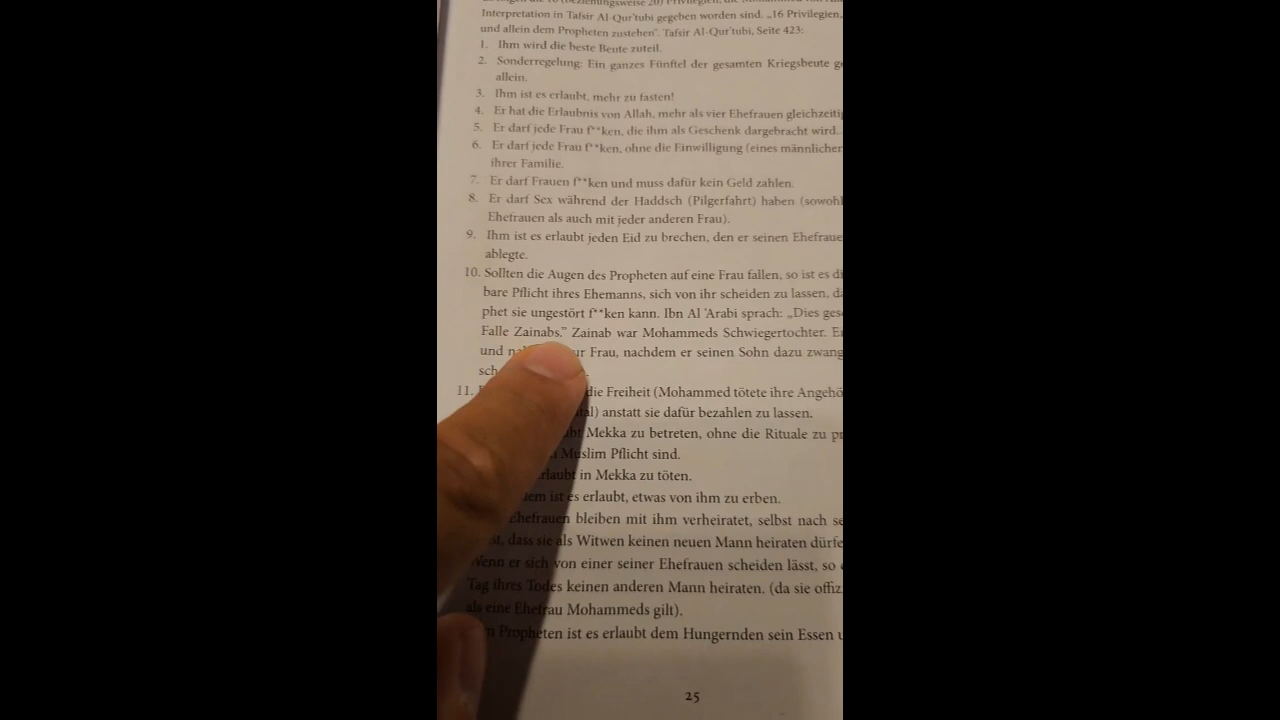 (beziehungsweise 20) Privilegien, die Mohammed von
Interpretation in Tafsir Al-Qur'tubi gegeben worden sind. „16 Privilegien,
und allein dem Propheten zustehen". Tafsir Al-Qur'tubi, Seite 423:
1. Ihm wird die beste Beute zuteil.
2. Sonderregelung: Ein ganzes Fünftel der gesamten Kriegsbeute
allein.
3. Ihm ist es erlaubt, mehr zu fasten!
4. Er hat die Erlaubnis von Allah, mehr als vier Ehefrauen
5. Er darf jede Frau f**ken, die ihm als Geschenk dargebracht wird.
6. Er darf jede Frau f**ken, ohne die Einwilligung (eines
ihrer Familie.
7. Er darf Frauen f**ken und muss dafür kein Geld zahlen.
8. Er darf Sex während der Haddsch (Pilgerfahrt) haben (sowohl
Ehefrauen als auch mit jeder anderen Frau).
9. Ihm ist es erlaubt jeden Eid zu brechen, den er seinen
ablegte.
10. Sollten die Augen des Propheten auf eine Frau fallen, so ist es
bare Pflicht ihres Ehemanns, sich von ihr scheiden zu lassen,
phet sie ungestört f**ken kann. Ibn Al 'Arabi sprach: „Dies
Falle Zainabs." Zainab war Mohammeds Schwiegertochter.
und Frau, nachdem er seinen Sohn dazu zwang
11. die Freiheit (Mohammed tötete ihre
anstatt sie dafür bezahlen zu lassen.
Mekka zu betreten, ohne die Rituale zu
Muslim Pflicht sind.
erlaubt in Mekka zu töten.
ist es erlaubt, etwas von ihm zu erben.
Ehefrauen bleiben mit ihm verheiratet, selbst nach
dass sie als Witwen keinen neuen Mann heiraten
Wenn er sich von einer seiner Ehefrauen scheiden lässt, so
Tag ihres Todes keinen anderen Mann heiraten. (da sie
als eine Ehefrau Mohammeds gilt).
Propheten ist es erlaubt dem Hungernden sein Essen
25